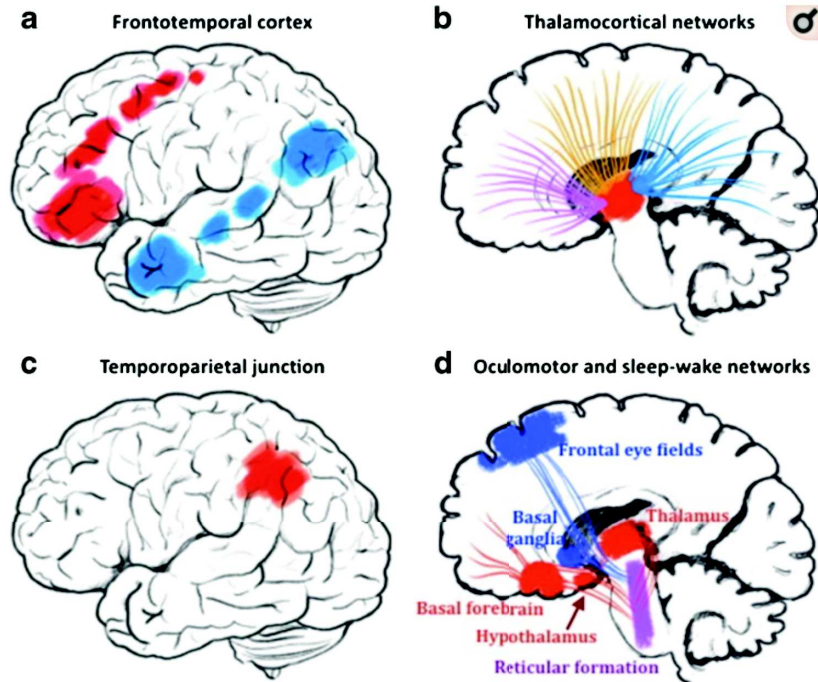 a Frontotemporal cortex
b Thalamocortical networks
c Temporoparietal junction
d Oculomotor and sleep-wake networks
Frontal eye fields
Basal
ganglia
Thalamus
Basal forebrain
Hypothalamus
Reticular formation